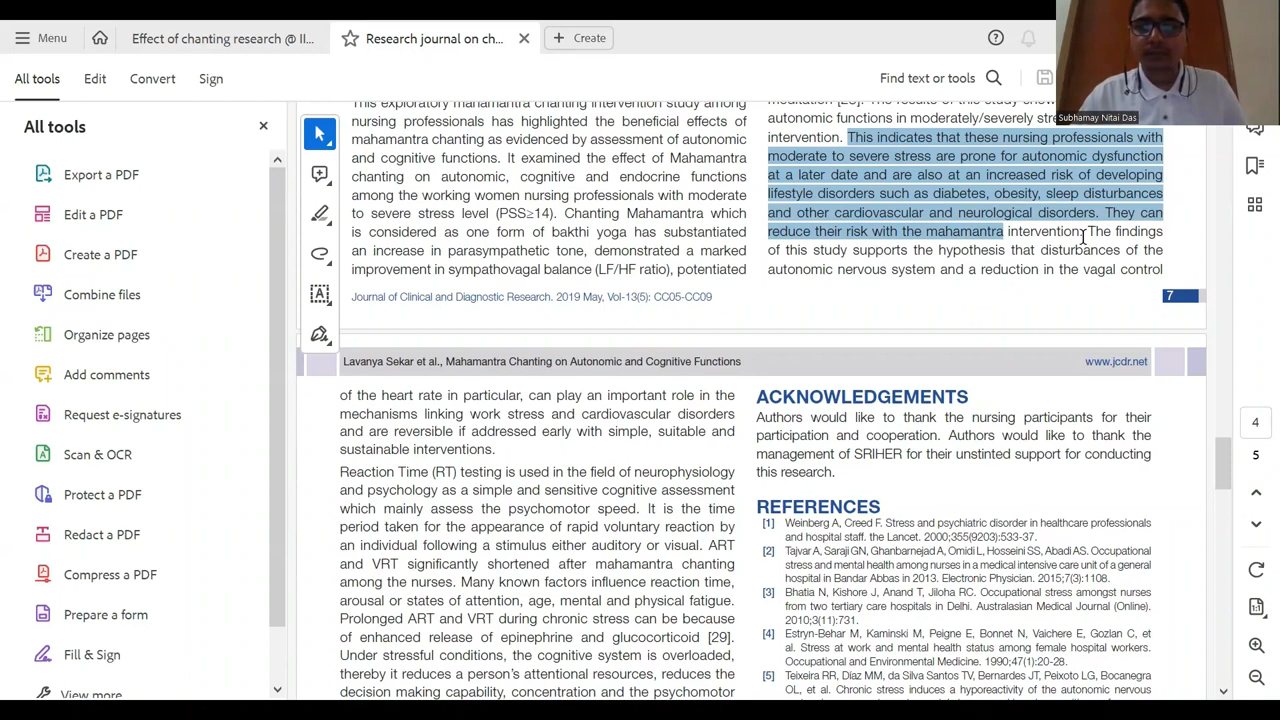 Menu
Effect of chanting research @ II...
Research journal on ch...
Create
All tools
Edit
Convert
Sign
Find text or tools
Subhamay Nitai Das
All tools
Export a PDF
Edit a PDF
Create a PDF
Combine files
Organize pages
Add comments
Request e-signatures
Scan & OCR
Protect a PDF
Redact a PDF
Compress a PDF
Prepare a form
Fill & Sign
View more
This exploratory mahamantra chanting intervention study among
nursing professionals has highlighted the beneficial effects of
mahamantra chanting as evidenced by assessment of autonomic
and cognitive functions. It examined the effect of Mahamantra
chanting on autonomic, cognitive and endocrine functions
among the working women nursing professionals with moderate
to severe stress level (PSS≥14). Chanting Mahamantra which
is considered as one form of bakthi yoga has substantiated
an increase in parasympathetic tone, demonstrated a marked
improvement in sympathovagal balance (LF/HF ratio), potentiated
autonomic functions in moderately/severely
intervention. This indicates that these nursing professionals with
moderate to severe stress are prone for autonomic dysfunction
at a later date and are also at an increased risk of developing
lifestyle disorders such as diabetes, obesity, sleep disturbances
and other cardiovascular and neurological disorders. They can
reduce their risk with the mahamantra intervention. The findings
of this study supports the hypothesis that disturbances of the
autonomic nervous system and a reduction in the vagal control
Journal of Clinical and Diagnostic Research. 2019 May, Vol-13(5): CC05-CC09
7
Lavanya Sekar et al., Mahamantra Chanting on Autonomic and Cognitive Functions
www.jcdr.net
of the heart rate in particular, can play an important role in the
mechanisms linking work stress and cardiovascular disorders
and are reversible if addressed early with simple, suitable and
sustainable interventions.
Reaction Time (RT) testing is used in the field of neurophysiology
and psychology as a simple and sensitive cognitive assessment
which mainly assess the psychomotor speed. It is the time
period taken for the appearance of rapid voluntary reaction by
an individual following a stimulus either auditory or visual. ART
and VRT significantly shortened after mahamantra chanting
among the nurses. Many known factors influence reaction time,
arousal or states of attention, age, mental and physical fatigue.
Prolonged ART and VRT during chronic stress can be because
of enhanced release of epinephrine and glucocorticoid [29].
Under stressful conditions, the cognitive system is overloaded,
thereby it reduces a person's attentional resources, reduces the
decision making capability, concentration and the psychomotor
ACKNOWLEDGEMENTS
Authors would like to thank the nursing participants for their
participation and cooperation. Authors would like to thank the
management of SRIHER for their unstinted support for conducting
this research.
REFERENCES
[1] Weinberg A, Creed F. Stress and psychiatric disorder in healthcare professionals
and hospital staff. the Lancet. 2000;355(9203):533-37.
[2] Tajvar A, Saraji GN, Ghanbarnejad A, Omidi L, Hosseini SS, Abadi AS. Occupational
stress and mental health among nurses in a medical intensive care unit of a general
hospital in Bandar Abbas in 2013. Electronic Physician. 2015;7(3):1108.
[3] Bhatia N, Kishore J, Anand T, Jiloha RC. Occupational stress amongst nurses
from two tertiary care hospitals in Delhi. Australasian Medical Journal (Online).
2010;3(11):731.
[4] Estryn-Behar M, Kaminski M, Peigne E, Bonnet N, Vaichere E, Gozlan C, et
al. Stress at work and mental health status among female hospital workers.
Occupational and Environmental Medicine. 1990;47(1):20-28.
[5] Teixeira RR, Díaz MM, da Silva Santos TV, Bernardes JT, Peixoto LG, Bocanegra
OL, et al. Chronic stress induces a hyporeactivity of the autonomic nervous
4
5